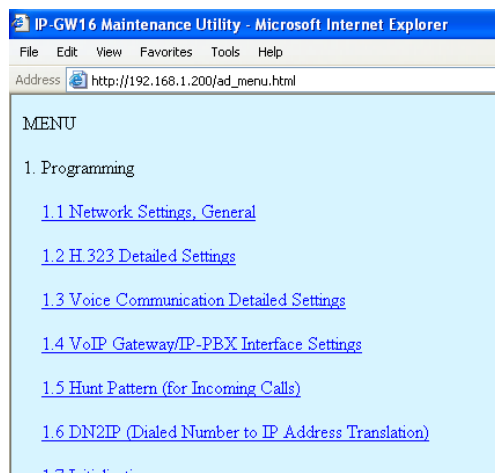 IP-GW16 Maintenance Utility - Microsoft Internet Explorer
File Edit View Favorites Tools Help
Address http://192.168.1.200/ad_menu.html
MENU
1. Programming
1.1 Network Settings, General
1.2 H.323 Detailed Settings
1.3 Voice Communication Detailed Settings
1.4 VoIP Gateway/IP-PBX Interface Settings
1.5 Hunt Pattern (for Incoming Calls)
1.6 DN2IP (Dialed Number to IP Address Translation)